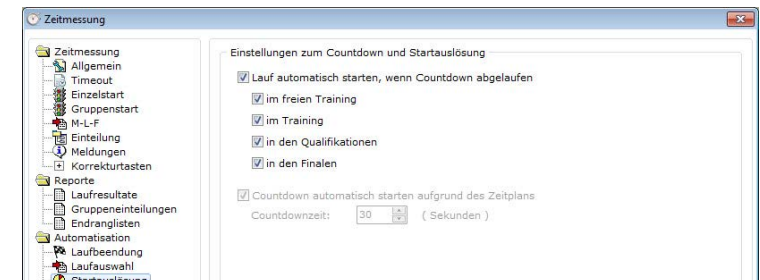 Zeitmessung
Zeitmessung
Allgemein
Timeout
Einzelstart
Gruppenstart
M-L-F
Einteilung
Meldungen
Korrekturtasten
Reporte
Laufresultate
Gruppeneinteilungen
Endranglisten
Automatisation
Laufbeendung
Laufauswahl
Startauslösung
Einstellungen zum Countdown und Startauslösung
Lauf automatisch starten, wenn Countdown abgelaufen
im freien Training
im Training
in den Qualifikationen
in den Finalen
Countdown automatisch starten aufgrund des Zeitplans
Countdownzeit: 30 ( Sekunden )